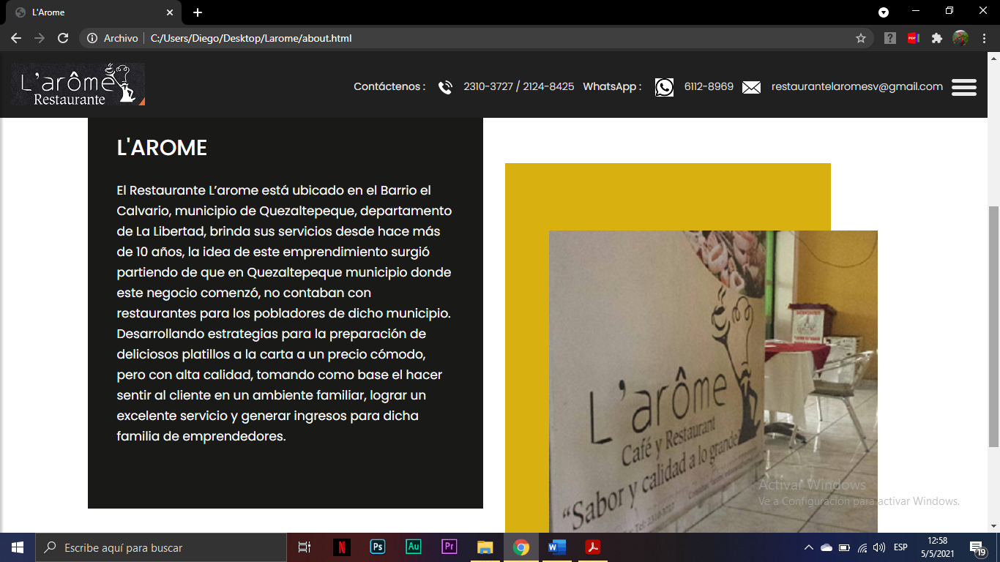 L'Arome
Archivo
C:/Users/Diego/Desktop/Larome/about.html
L'arôme
Restaurante
Contáctenos :
2310-3727 / 2124-8425
WhatsApp :
6112-8969
restaurantelaromesv@gmail.com
L'AROME
El Restaurante L’arome está ubicado en el Barrio el
Calvario, municipio de Quezaltepeque, departamento
de La Libertad, brinda sus servicios desde hace más
de 10 años, la idea de este emprendimiento surgió
partiendo de que en Quezaltepeque municipio donde
este negocio comenzó, no contaban con
restaurantes para los pobladores de dicho municipio.
Desarrollando estrategias para la preparación de
deliciosos platillos a la carta a un precio cómodo,
pero con alta calidad, tomando como base el hacer
sentir al cliente en un ambiente familiar, lograr un
excelente servicio y generar ingresos para dicha
familia de emprendedores.
L'arôme
Café y Restaurant
“Sabor y calidad a lo grande
Tel: 2310-3727
Activar Windows
Ve a Configuración para activar Windows.
Escribe aquí para buscar
N
Ps
Au
Pr
W
ESP
12:58
5/5/2021
19
PDF
?